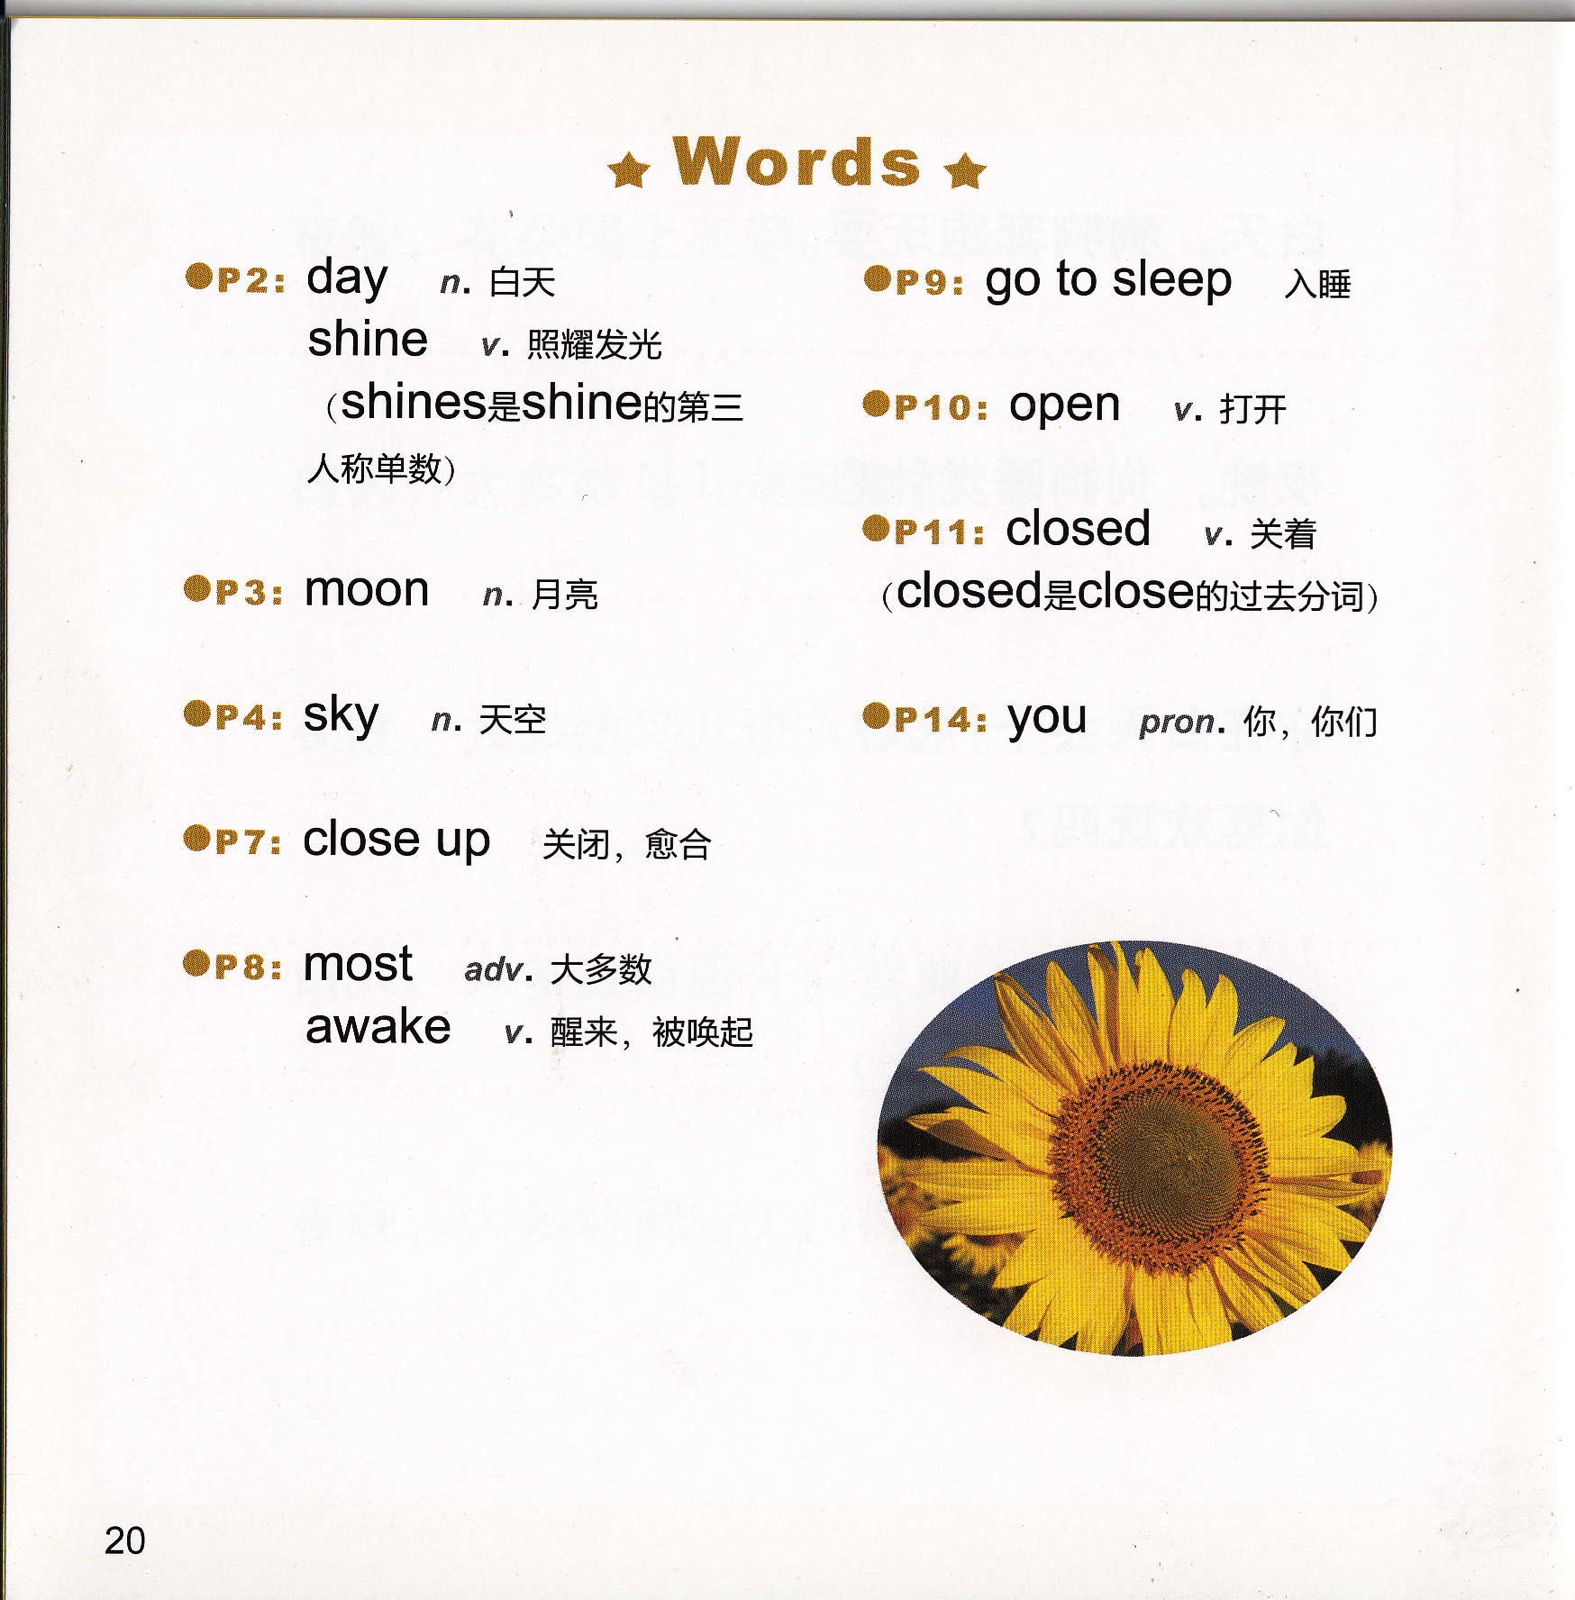 Words
P2: day n. 白天
shine v. 照耀发光
（shines是shine的第三
人称单数）
P3: moon n. 月亮
P4: sky n. 天空
P7: close up 关闭，愈合
P8: most adv. 大多数
awake v. 醒来，被唤起
P9: go to sleep 入睡
P10: open v. 打开
P11: closed v. 关着
（closed是close的过去分词）
P14: you pron. 你，你们
20